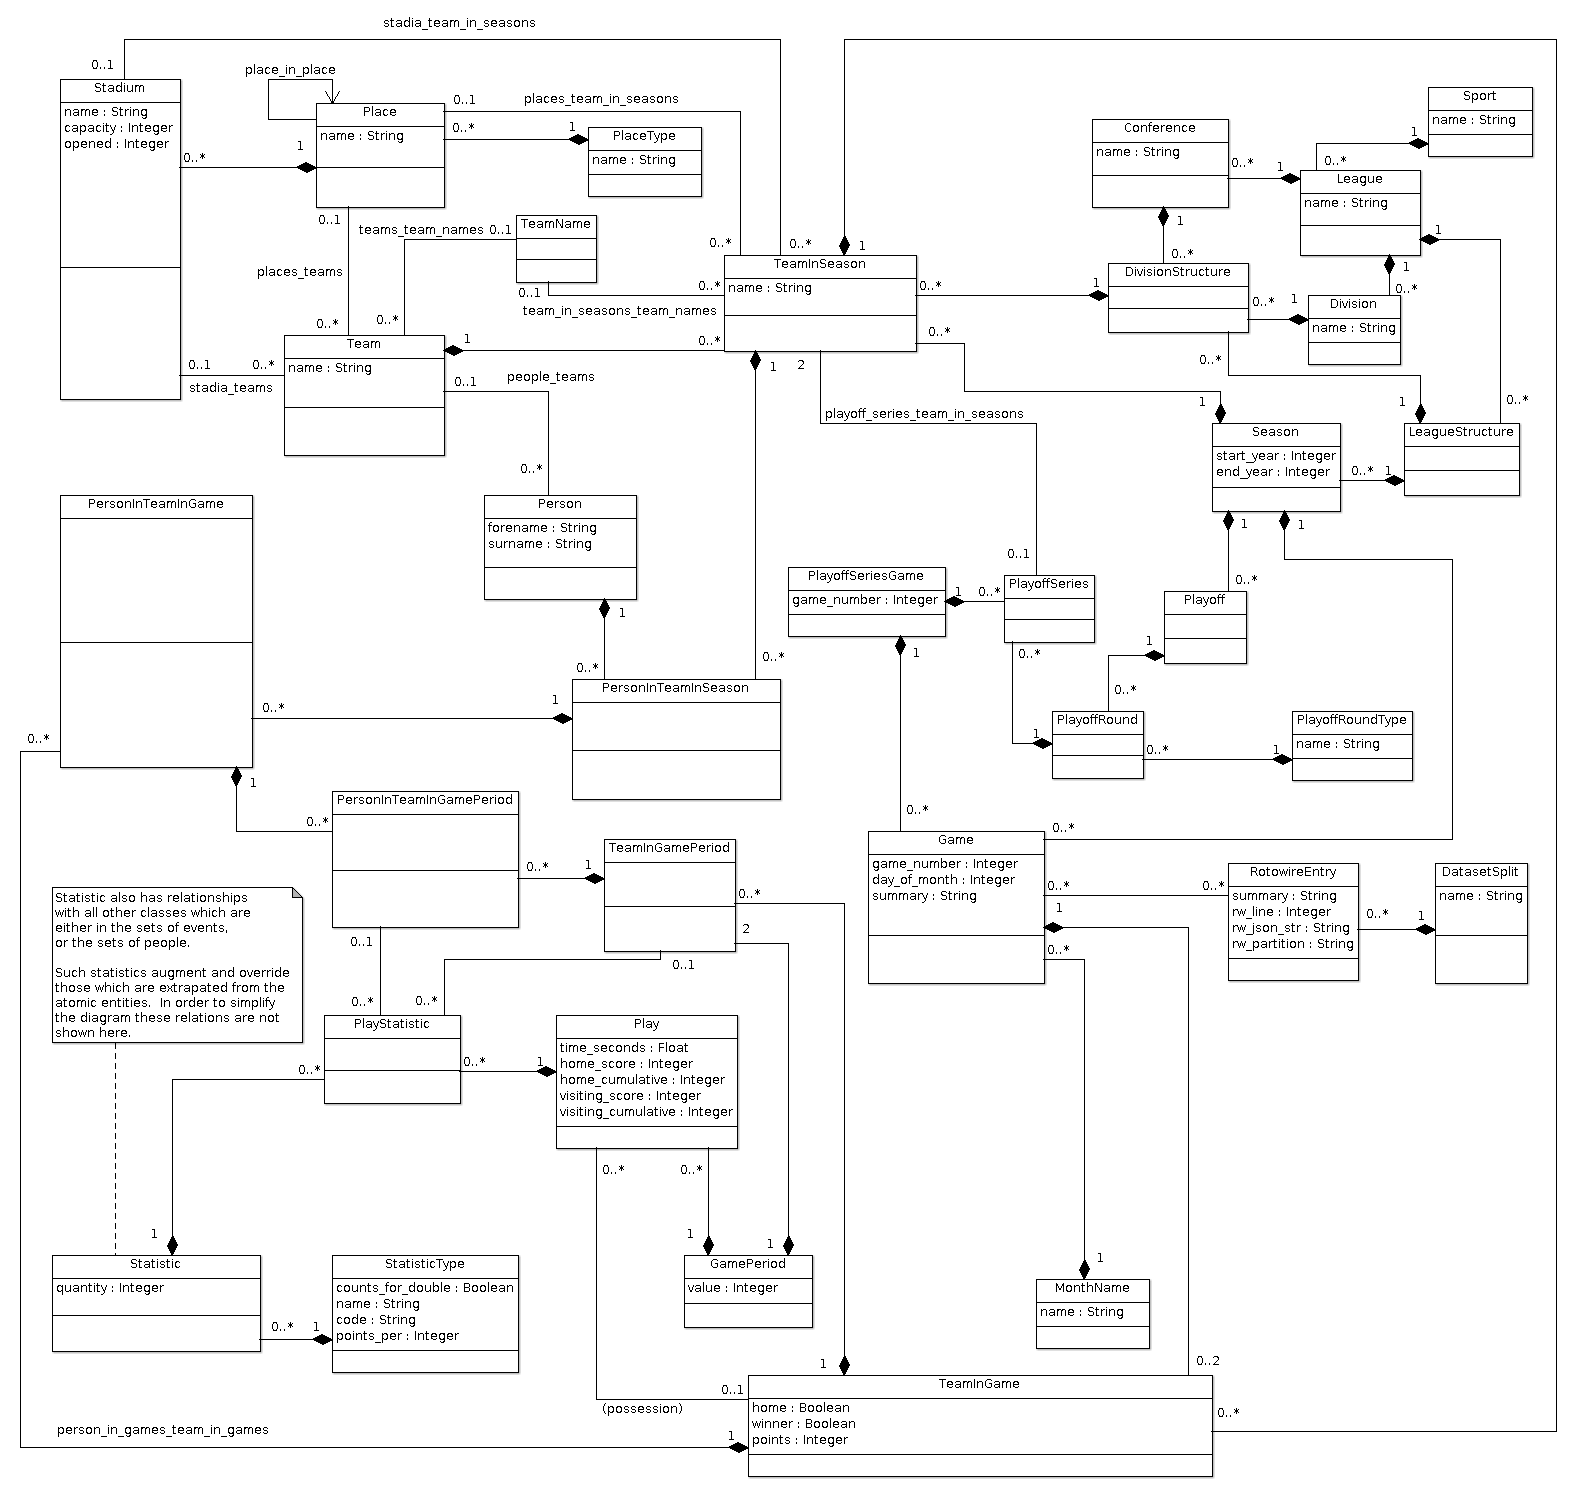 stadia_team_in_seasons
0..1
Stadium
name : String
capacity : Integer
opened : Integer
0..*
1
place_in_place
Place
name : String
0..1
places_team_in_seasons
0..*
1
PlaceType
name : String
0..1
places_teams
0..*
teams_team_names
0..1
0..*
TeamName
0..1
0..*
team_in_seasons_team_names
0..*
0..*
1
TeamInSeason
name : String
Team
name : String
1
0..*
0..1
0..*
stadia_teams
0..1
people_teams
0..*
1
2
playoff_series_team_in_seasons
0..1
Conference
name : String
0..*
1
Sport
name : String
1
0..*
League
name : String
1
0..*
1
0..*
1
0..*
DivisionStructure
0..*
1
0..*
1
Division
name : String
0..*
1
0..*
1
Season
start_year : Integer
end_year : Integer
0..*
1
LeagueStructure
1
0..*
1
0..*
PersonInTeamInGame
0..*
Person
forename : String
surname : String
1
0..*
0..*
PersonInTeamInSeason
0..*
1
PlayoffSeriesGame
game_number : Integer
1
0..*
PlayoffSeries
0..*
1
1
0..*
Playoff
1
0..*
PlayoffRound
0..*
1
PlayoffRoundType
name : String
1
0..*
PersonInTeamInGamePeriod
0..*
1
TeamInGamePeriod
0..*
2
0..1
0..1
0..*
0..*
Game
game_number : Integer
day_of_month : Integer
summary : String
0..*
0..*
1
0..*
RotowireEntry
summary : String
rw_line : Integer
rw_json_str : String
rw_partition : String
0..*
1
DatasetSplit
name : String
Statistic also has relationships
with all other classes which are
either in the sets of events,
or the sets of people.
Such statistics augment and override
those which are extrapated from the
atomic entities. In order to simplify
the diagram these relations are not
shown here.
PlayStatistic
0..*
0..*
1
Play
time_seconds : Float
home_score : Integer
home_cumulative : Integer
visiting_score : Integer
visiting_cumulative : Integer
0..*
0..*
1
1
1
Statistic
quantity : Integer
0..*
1
StatisticType
counts_for_double : Boolean
name : String
code : String
points_per : Integer
GamePeriod
value : Integer
1
MonthName
name : String
1
0..2
TeamInGame
home : Boolean
winner : Boolean
points : Integer
0..1
(possession)
0..*
person_in_games_team_in_games
1